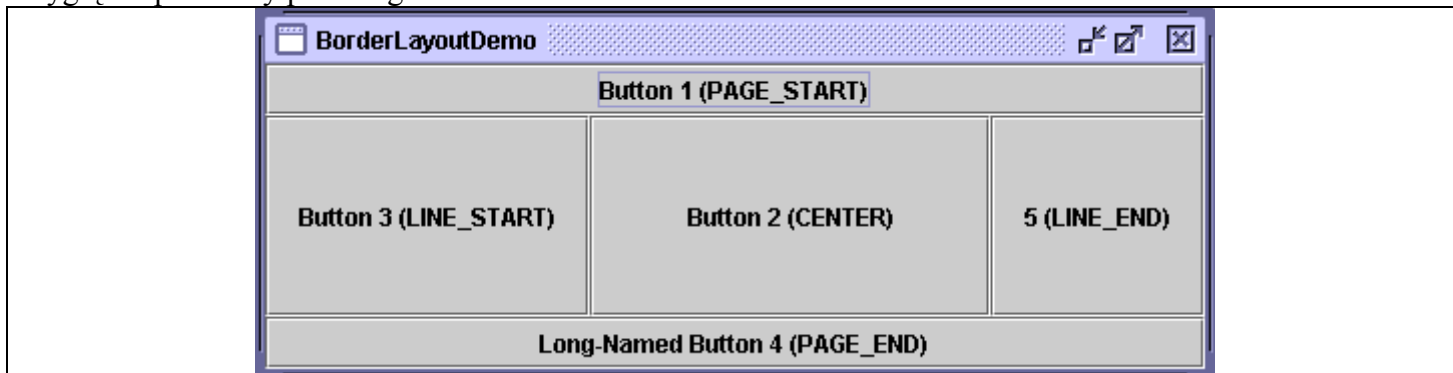 BorderLayoutDemo
Button 1 (PAGE_START)
Button 3 (LINE_START) Button 2 (CENTER) 5 (LINE_END)
Long-Named Button 4 (PAGE_END)